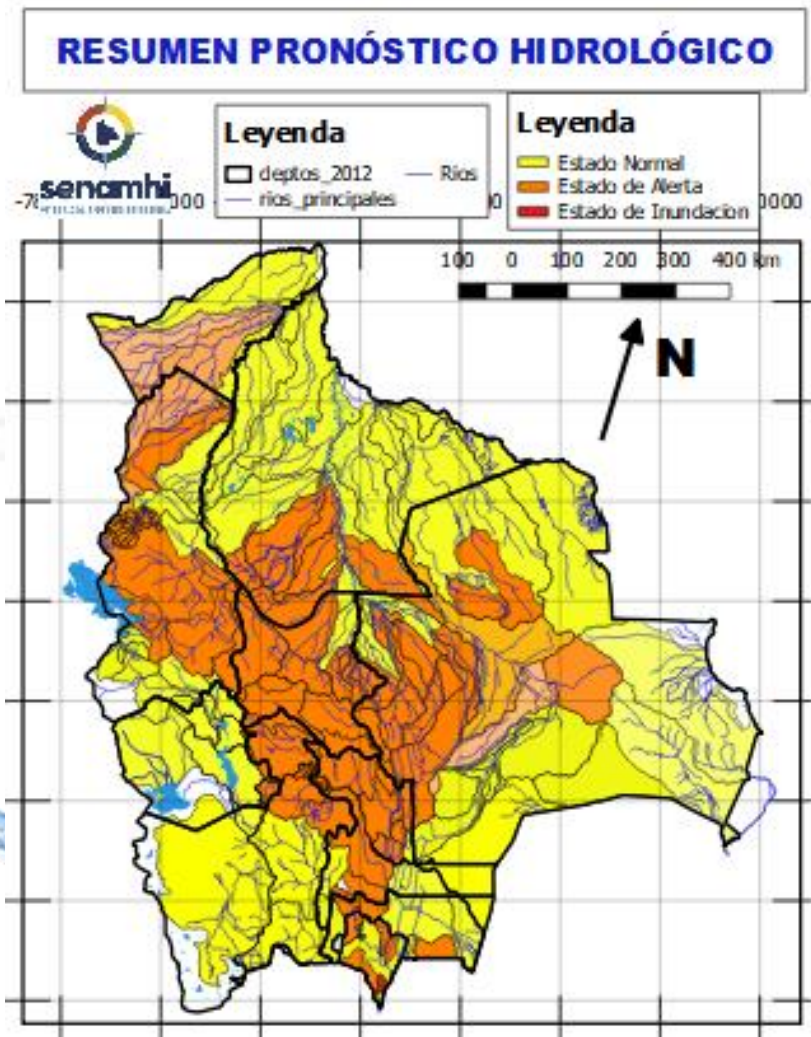 RESUMEN PRONÓSTICO HIDROLÓGICO
senamhi
Leyenda
deptos_2012
Rios
rios_principales
Leyenda
Estado Normal
Estado de Alerta
Estado de Inundacion
100 0 100 200 300 400 km
N